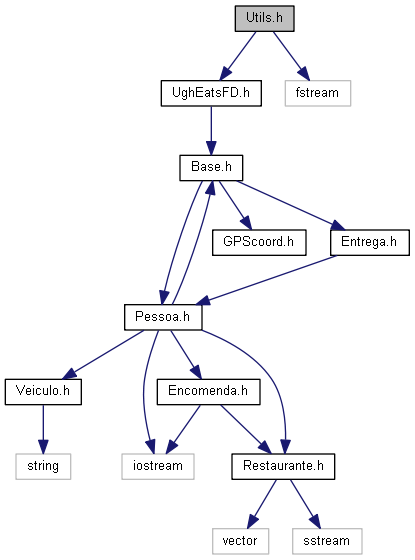 Utils.h
UghEatsFD.h
fstream
Base.h
GPScoord.h
Entrega.h
Pessoa.h
Veiculo.h
Encomenda.h
string
iostream
Restaurante.h
vector
sstream